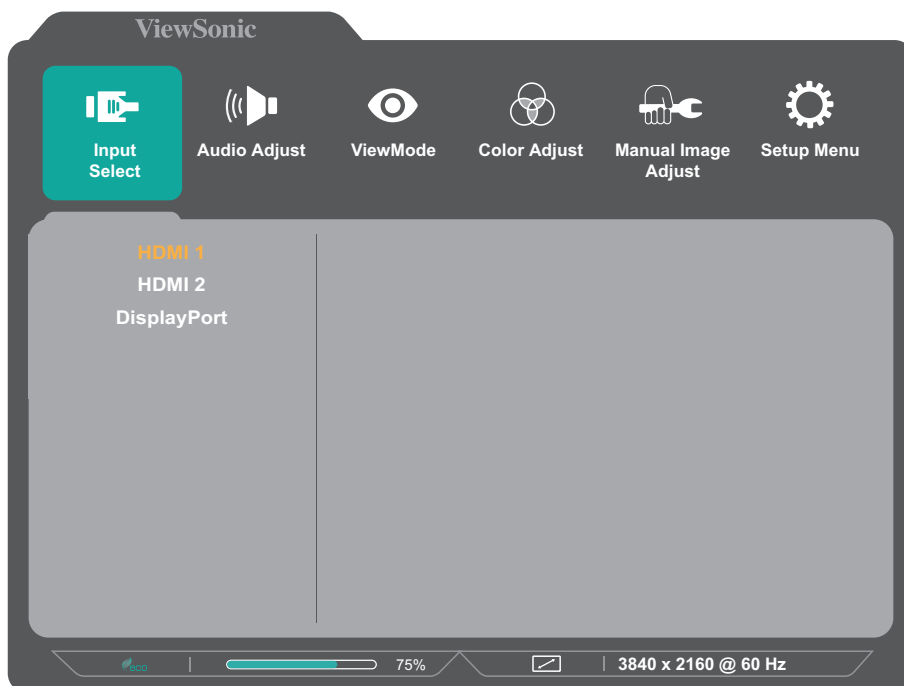 ViewSonic
Input
Select
Audio Adjust
ViewMode
Color Adjust
Manual Image
Adjust
Setup Menu
HDMI 1
HDMI 2
DisplayPort
eco
75%
3840 x 2160 @ 60 Hz